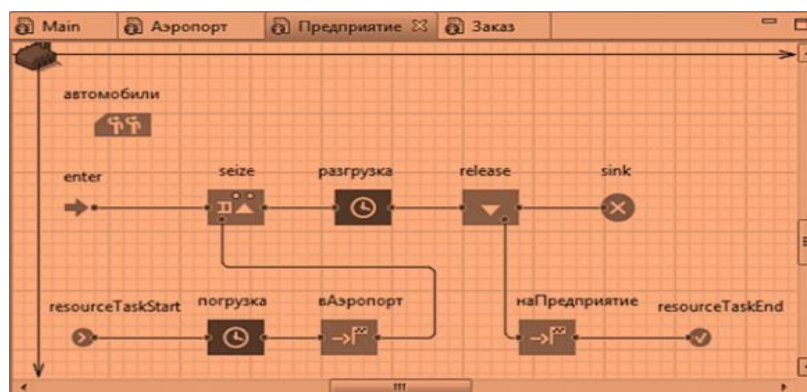 Main Аэропорт Предприятие Заказ
автомобили
enter seize разгрузка release sink
resourceTaskStart погрузка вАэропорт наПредприятие resourceTaskEnd